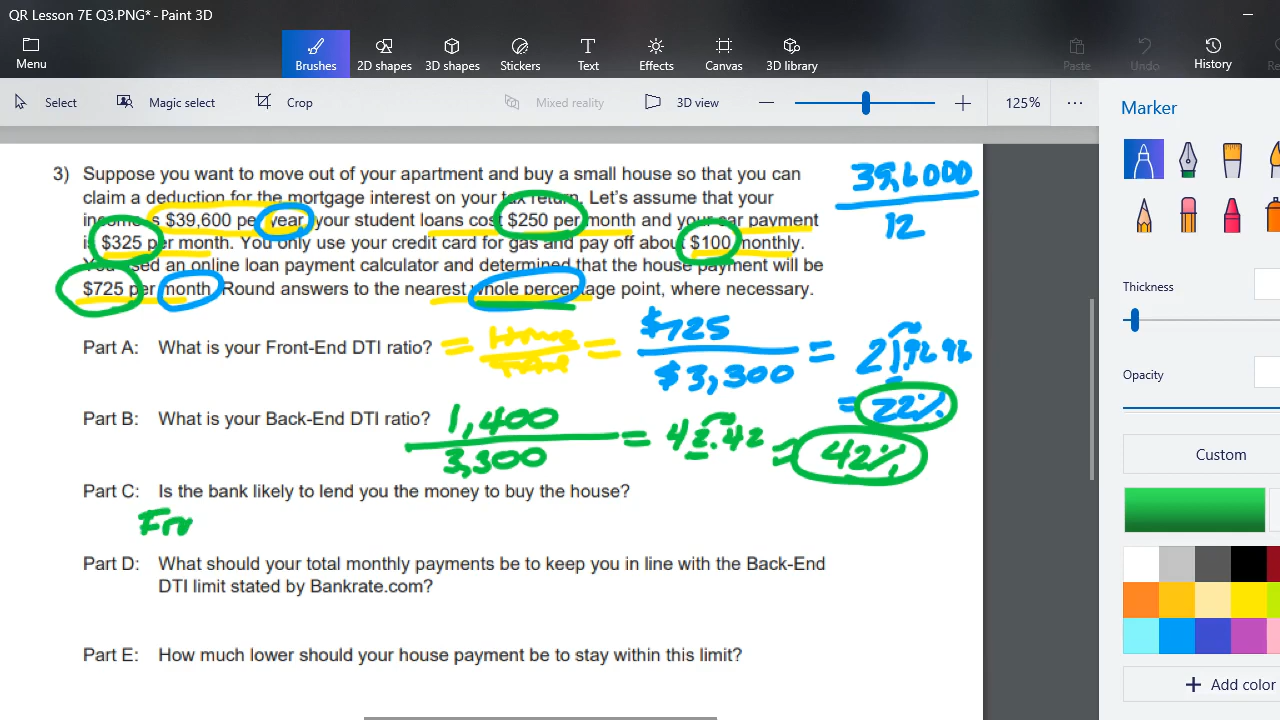 QR Lesson 7E Q3.PNG* - Paint 3D
Menu
Brushes 2D shapes 3D shapes Stickers Text Effects Canvas 3D library Paste Undo History Re
Select Magic select Crop Mixed reality 3D view 125% ...
Marker
3) Suppose you want to move out of your apartment and buy a small house so that you can
claim a deduction for the mortgage interest on your tax return. Let's assume that your
income is $39,600 per year, your student loans cost $250 per month and your car payment
is $325 per month. You only use your credit card for gas and pay off about $100 monthly.
You used an online loan payment calculator and determined that the house payment will be
$725 per month. Round answers to the nearest whole percentage point, where necessary.
39,6000
12
Thickness
Part A: What is your Front-End DTI ratio? = House = $725 = 21.9292
$3,300
Opacity
= 22%
Part B: What is your Back-End DTI ratio? 1,400 = 42.42 = 42%
3,300
Custom
Part C: Is the bank likely to lend you the money to buy the house?
Fro
Part D: What should your total monthly payments be to keep you in line with the Back-End
DTI limit stated by Bankrate.com?
Part E: How much lower should your house payment be to stay within this limit?
+ Add color